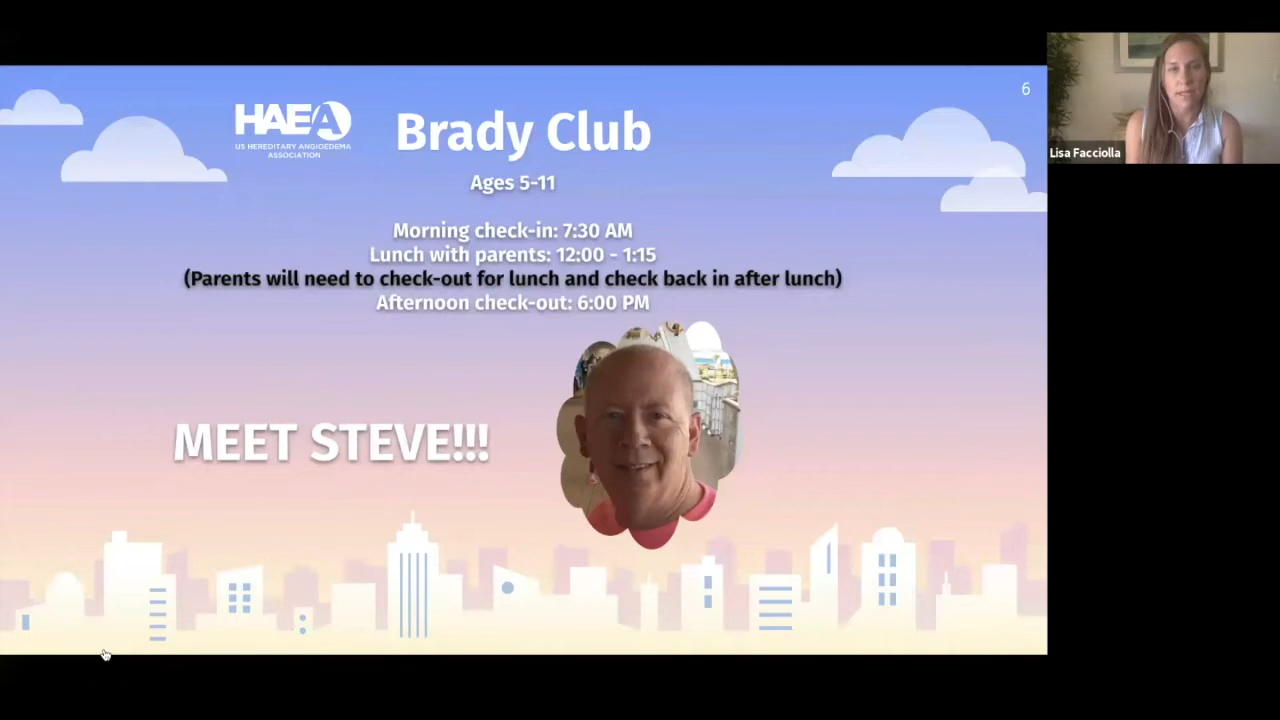 6
HAEA
US HEREDITARY ANGIOEDEMA
ASSOCIATION
Brady Club
Ages 5-11
Morning check-in: 7:30 AM
Lunch with parents: 12:00 - 1:15
(Parents will need to check-out for lunch and check back in after lunch)
Afternoon check-out: 6:00 PM
MEET STEVE!!!
Lisa Facciolla